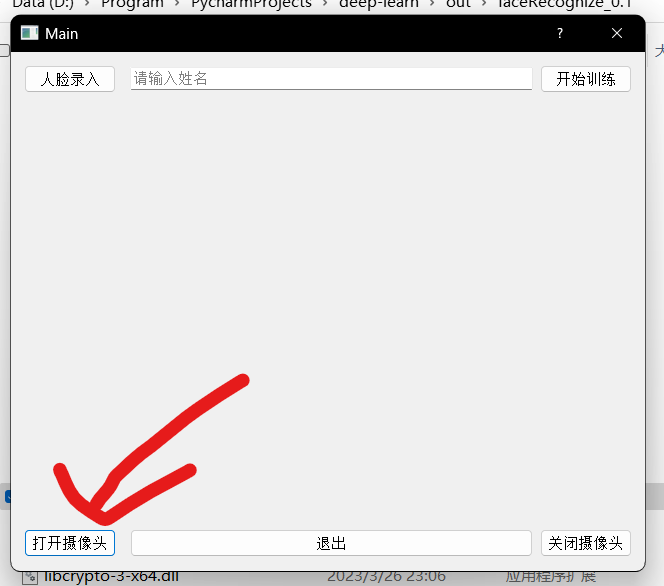 Data (D:) › Program › PycharmProjects › deep-learn › out › faceRecognize_0.1
Main ?
人脸录入 请输入姓名 开始训练
打开摄像头 退出 关闭摄像头
libcrypto-3-x64.dll 2023/3/26 23:06 应用程序扩展